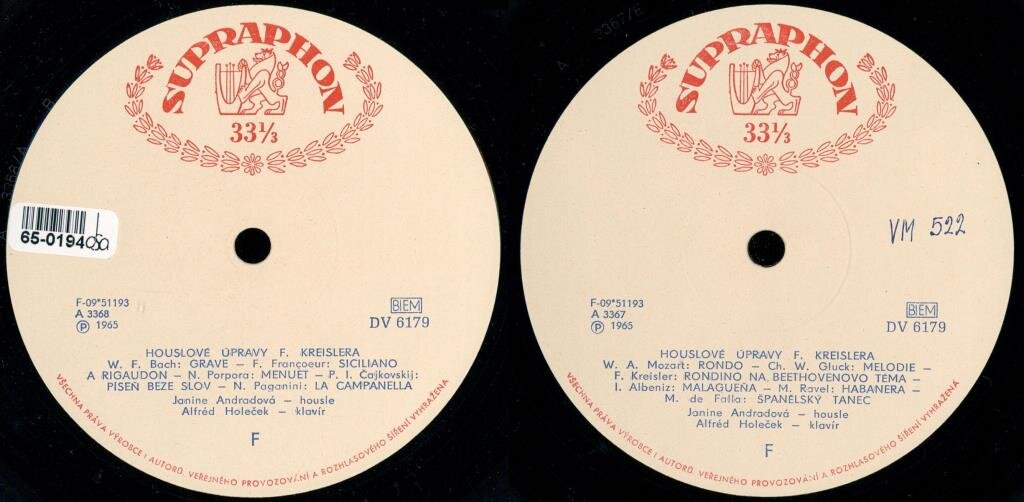 SUPRAPHON
33⅓
65-0194
F-09*51193
A 3368
Ⓟ 1965
BIEM
DV 6179
HOUSLOVÉ ÚPRAVY F. KREISLERA
W. F. Bach: GRAVE – F. Françoeur: SICILIANO
A RIGAUDON – N. Porpora: MENUET – P. I. Čajkovskij:
PÍSEŇ BEZE SLOV – N. Paganini: LA CAMPANELLA
Janine Andradová – housle
Alfréd Holeček – klavír
F
VŠECHNA PRÁVA VÝROBCE I AUTORŮ VEŘEJNÉHO PROVOZOVÁNÍ A ROZHLASOVÉHO ŠÍŘENÍ VYHRAŽENA
3367/E
SUPRAPHON
33⅓
VM 522
F-09*51193
A 3367
Ⓟ 1965
BIEM
DV 6179
HOUSLOVÉ ÚPRAVY F. KREISLERA
W. A. Mozart: RONDO – Ch. W. Gluck: MELODIE –
F. Kreisler: RONDINO NA BEETHOVENOVO TÉMA –
I. Albeniz: MALAGUEÑA – M. Ravel: HABANERA –
M. de Falla: ŠPANĚLSKÝ TANEC
Janine Andradová – housle
Alfréd Holeček – klavír
F
VŠECHNA PRÁVA VÝROBCE I AUTORŮ VEŘEJNÉHO PROVOZOVÁNÍ A ROZHLASOVÉHO ŠÍŘENÍ VYHRAŽENA